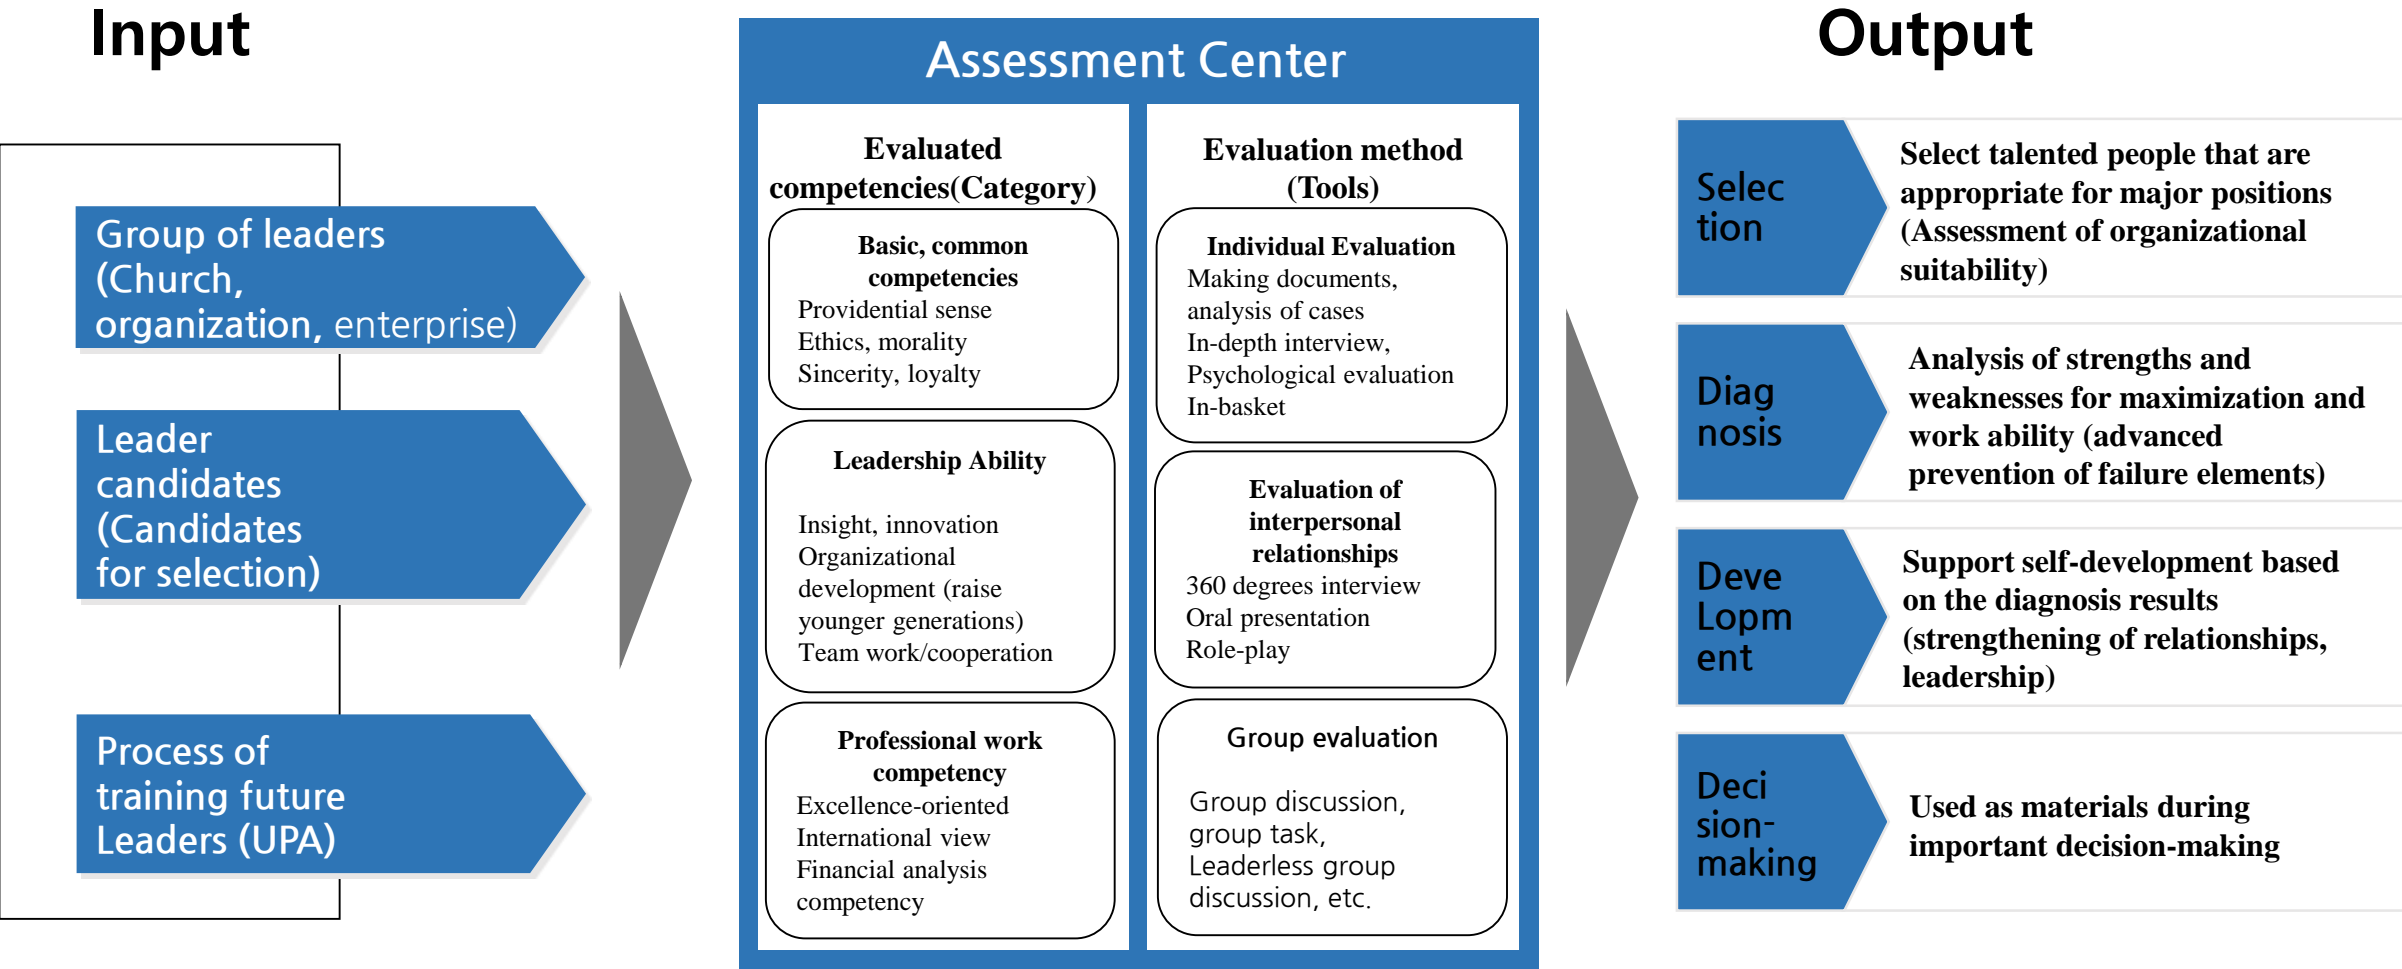 Input
Group of leaders
(Church,
organization, enterprise)
Leader
candidates
(Candidates
for selection)
Process of
training future
Leaders (UPA)
Assessment Center
Evaluated
competencies(Category)
Basic, common
competencies
Providential sense
Ethics, morality
Sincerity, loyalty
Leadership Ability
Insight, innovation
Organizational
development (raise
younger generations)
Team work/cooperation
Professional work
competency
Excellence-oriented
International view
Financial analysis
competency
Evaluation method
(Tools)
Individual Evaluation
Making documents,
analysis of cases
In-depth interview,
Psychological evaluation
In-basket
Evaluation of
interpersonal
relationships
360 degrees interview
Oral presentation
Role-play
Group evaluation
Group discussion,
group task,
Leaderless group
discussion, etc.
Output
Selec
tion
Select talented people that are
appropriate for major positions
(Assessment of organizational
suitability)
Diag
nosis
Analysis of strengths and
weaknesses for maximization and
work ability (advanced
prevention of failure elements)
Deve
Lopm
ent
Support self-development based
on the diagnosis results
(strengthening of relationships,
leadership)
Deci
sion-
making
Used as materials during
important decision-making